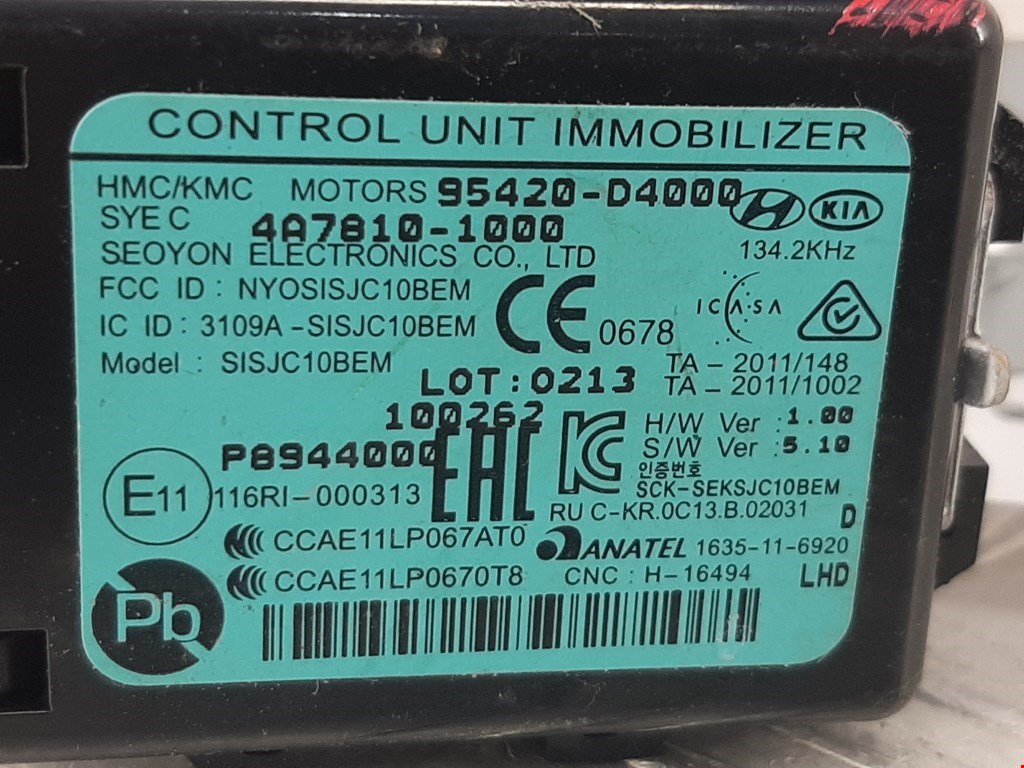 CONTROL UNIT IMMOBILIZER
HMC/KMC MOTORS 95420-D4000 KIA
SYE C 4A7810-1000 134.2KHz
SEOYON ELECTRONICS CO., LTD
FCC ID : NYOSISJC10BEM
IC ID : 3109A -SISJC10BEM CE 0678 ICASA
Model : SISJC10BEM TA - 2011/148
LOT:0213 TA - 2011/1002
100262 H/W Ver : 1.00
P8944000 EAC S/W Ver : 5.10
인증번호
E11 116RI-000313 SCK-SEKSJC10BEM
RU C-KR.0C13.B.02031 D
CCAE11LP067AT0 ANATEL 1635-11-6920
CCAE11LP0670T8 CNC : H-16494 LHD
Pb